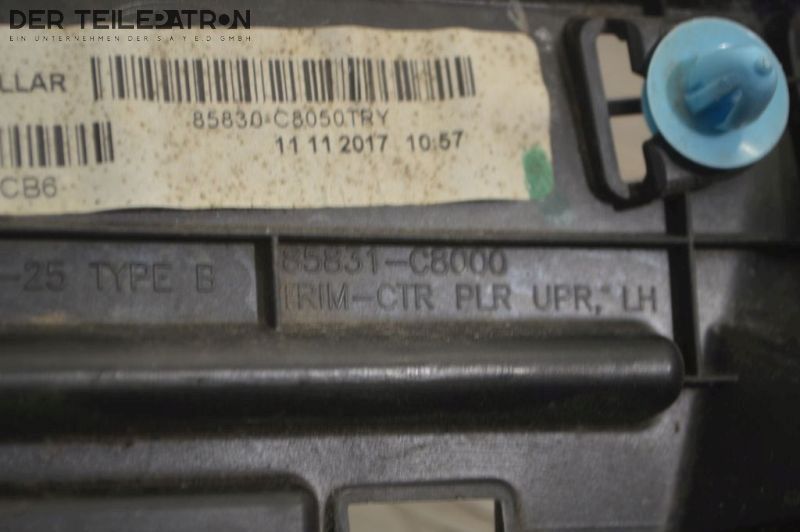 DER TEILEPATRON
EIN UNTERNEHMEN DER S A Y E D GMBH
LLAR
85830-C8050TRY
11 11 2017 10:57
CB6
-25 TYPE B
85831-C8000
TRIM-CTR PLR UPR, LH